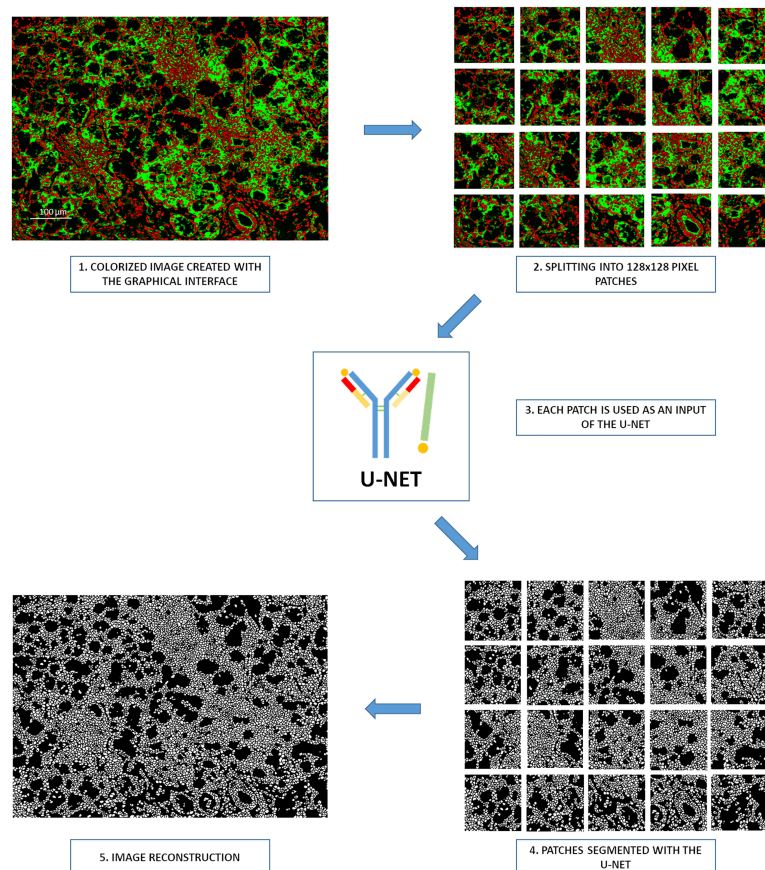 100 µm
1. COLORIZED IMAGE CREATED WITH
THE GRAPHICAL INTERFACE
2. SPLITTING INTO 128x128 PIXEL
PATCHES
3. EACH PATCH IS USED AS AN INPUT
OF THE U-NET
U-NET
5. IMAGE RECONSTRUCTION
4. PATCHES SEGMENTED WITH THE
U-NET